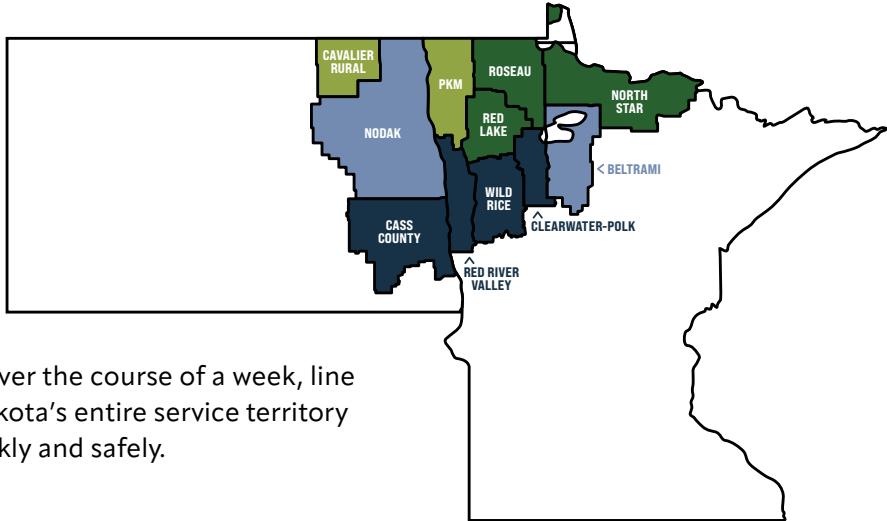 CAVALIER
RURAL
PKM
ROSEAU
NORTH
STAR
RED
LAKE
NODAK
< BELTRAMI
WILD
RICE
CASS
COUNTY
^
CLEARWATER-POLK
^
RED RIVER
VALLEY
ver the course of a week, line
kota's entire service territory
kly and safely.